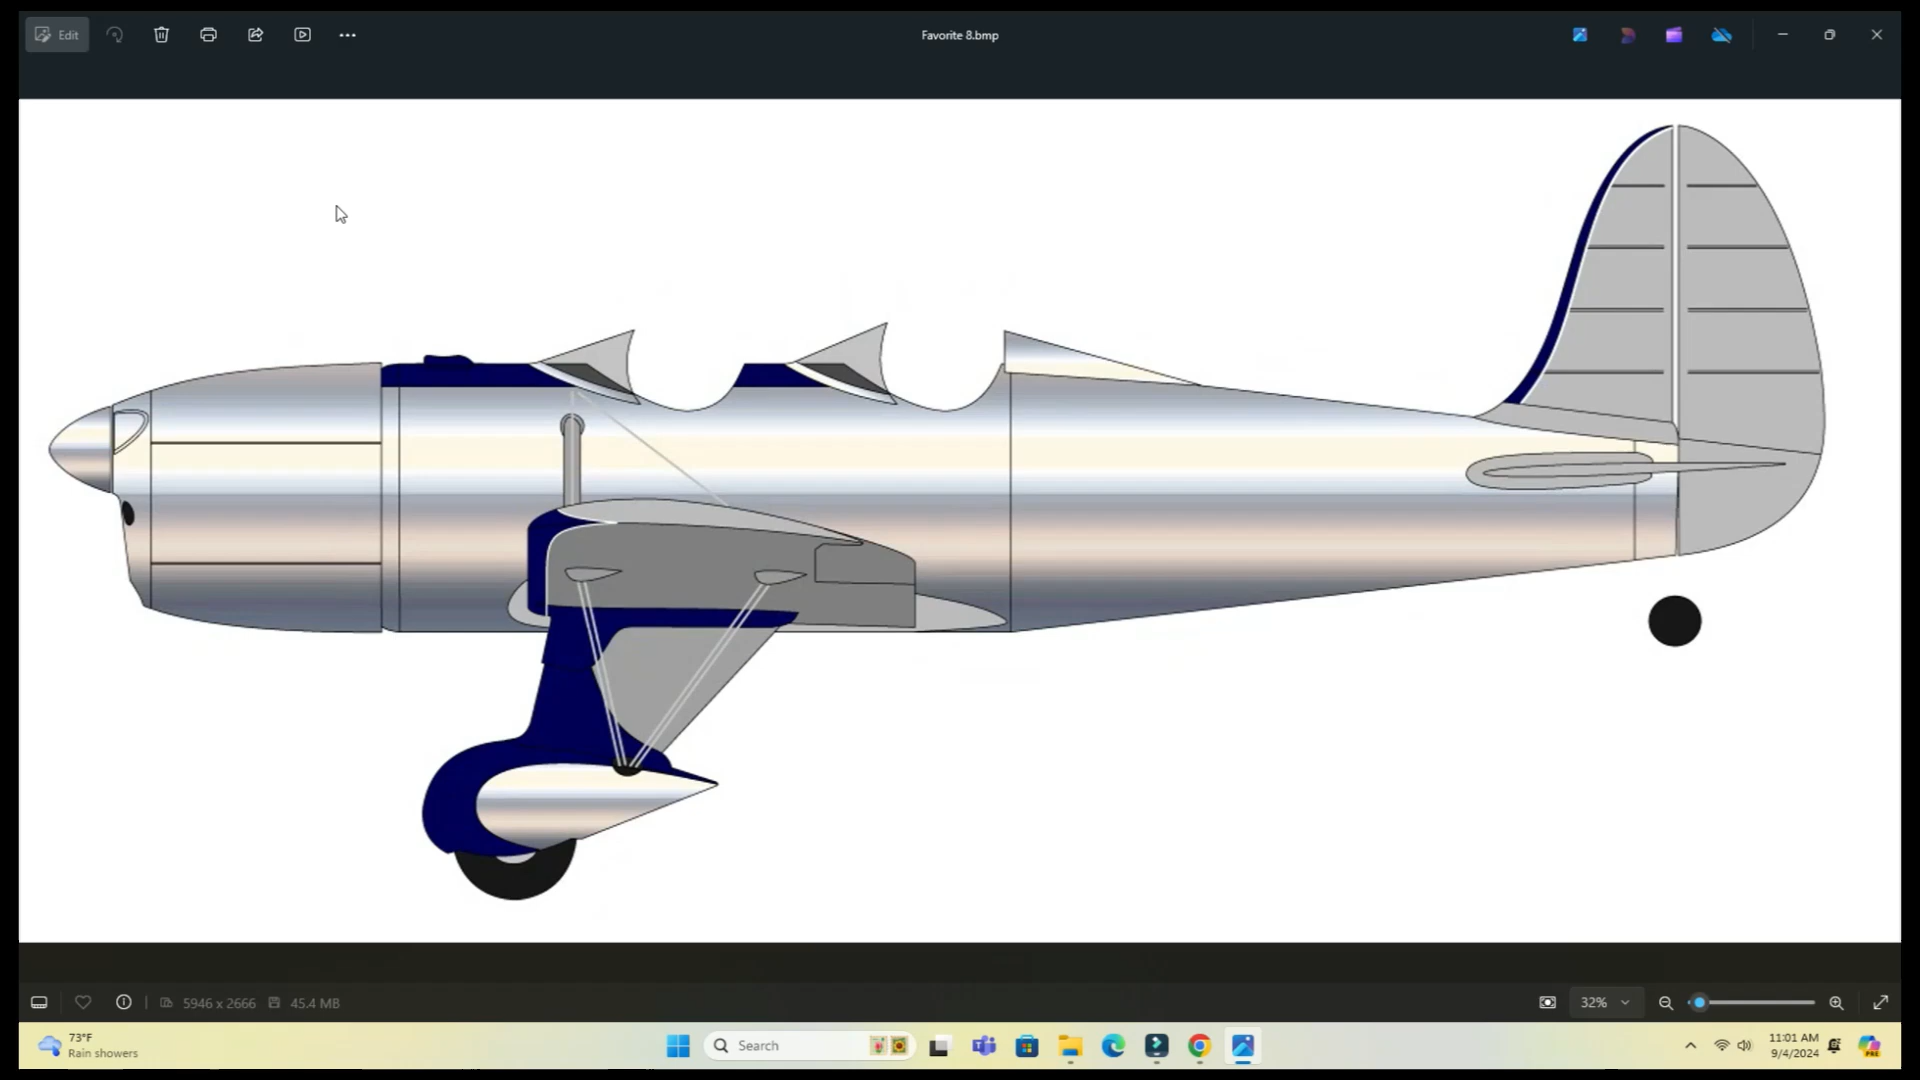 Edit
Favorite 8.bmp
5946 x 2666
45.4 MB
32%
73°F
Rain showers
Search
11:01 AM
9/4/2024
PRE